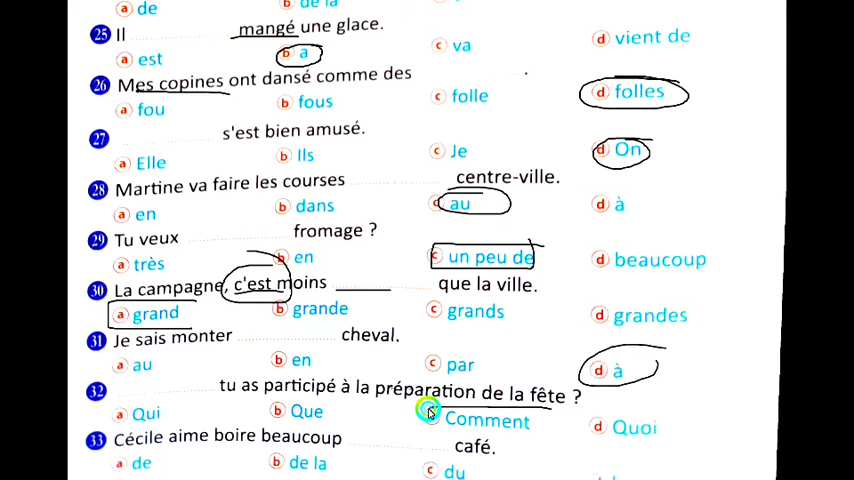 a de b de la
25 Il mangé une glace.
a est b a c va d vient de
26 Mes copines ont dansé comme des .
a fou b fous c folle d folles
27 s'est bien amusé.
a Elle b Ils c Je d On
28 Martine va faire les courses centre-ville.
a en b dans c au d à
29 Tu veux fromage ?
a très b en c un peu de d beaucoup
30 La campagne, c'est moins que la ville.
a grand b grande c grands d grandes
31 Je sais monter cheval.
a au b en c par d à
32 tu as participé à la préparation de la fête ?
a Qui b Que Comment d Quoi
33 Cécile aime boire beaucoup café.
a de b de la c du